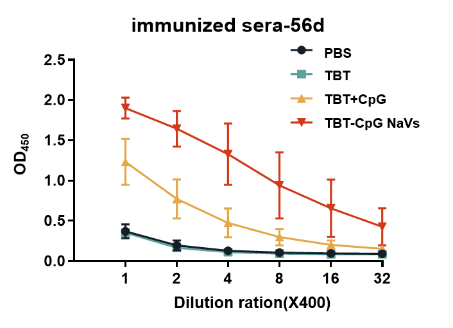 immunized sera-56d
PBS
TBT
TBT+CpG
TBT-CpG NaVs
OD450
2.5
2.0
1.5
1.0
0.5
0.0
1 2 4 8 16 32
Dilution ration(X400)